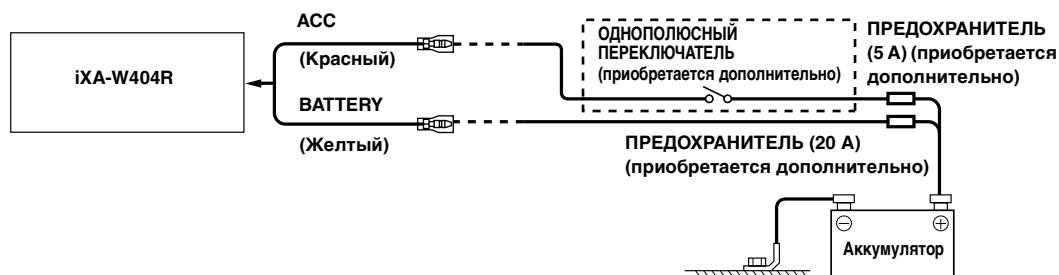 ACC
(Красный)
iXA-W404R
BATTERY
(Желтый)
ОДНОПОЛЮСНЫЙ
ПЕРЕКЛЮЧАТЕЛЬ
(приобретается дополнительно)
ПРЕДОХРАНИТЕЛЬ
(5 А) (приобретается
дополнительно)
ПРЕДОХРАНИТЕЛЬ (20 А)
(приобретается дополнительно)
Аккумулятор